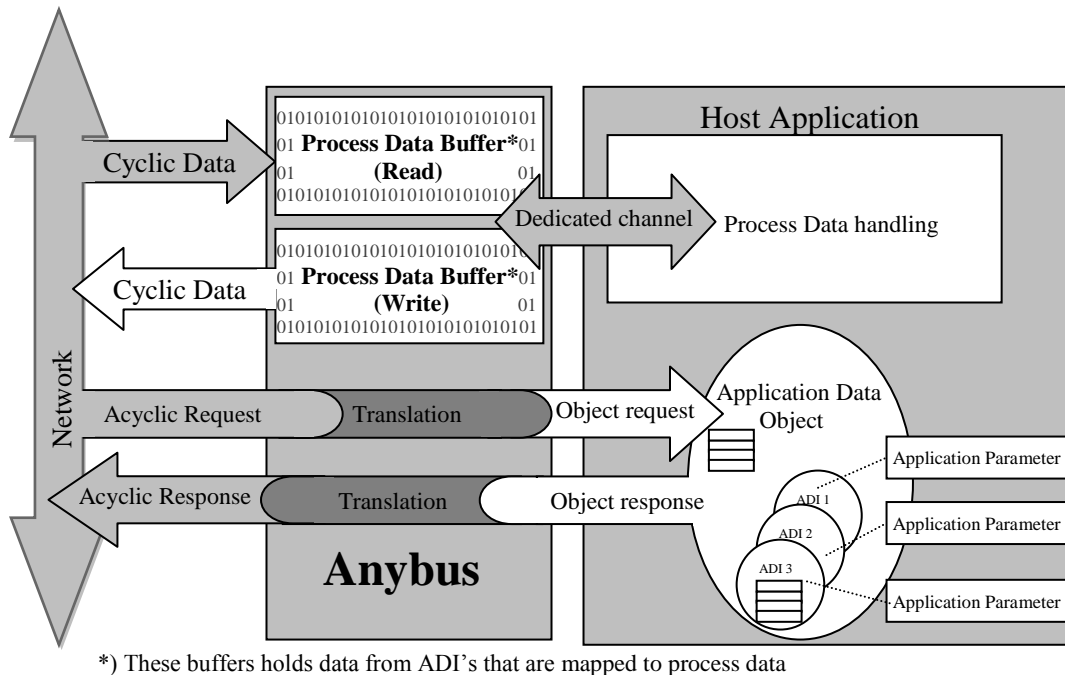 Network
Cyclic Data
Cyclic Data
Acyclic Request
Acyclic Response
01010101010101010101010101
01 Process Data Buffer* 01
01 (Read) 01
01010101010101010101010101
01010101010101010101010101
01 Process Data Buffer* 01
01 (Write) 01
01010101010101010101010101
Dedicated channel
Translation
Object request
Translation
Object response
Anybus
Host Application
Process Data handling
Application Data
Object
ADI 1
ADI 2
ADI 3
Application Parameter
Application Parameter
Application Parameter
*) These buffers holds data from ADI’s that are mapped to process data